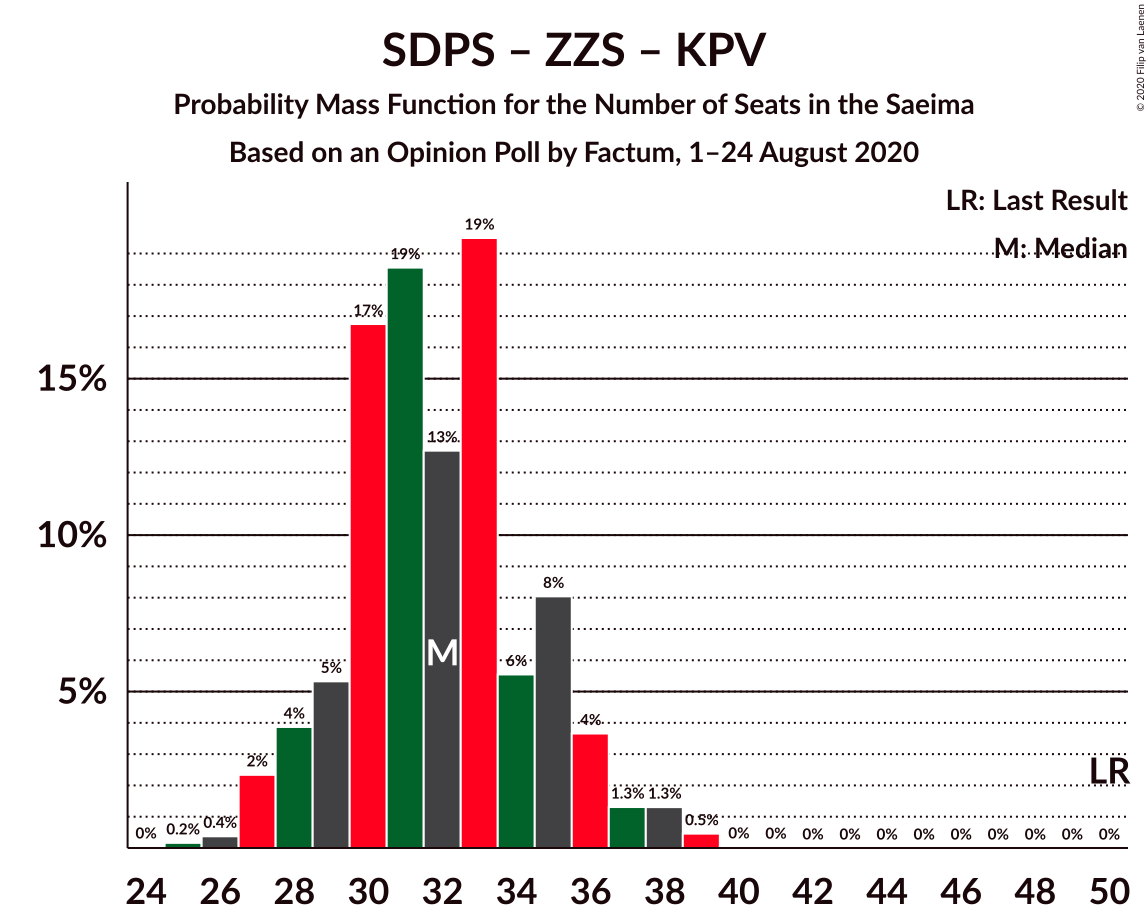 SDPS – ZZS – KPV
Probability Mass Function for the Number of Seats in the Saeima
Based on an Opinion Poll by Factum, 1–24 August 2020
© 2020 Filip van Laenen
LR: Last Result
M: Median
15%
10%
5%
0% 0.2% 0.4% 2% 4% 5% 17% 19% 13% 19% 6% 8% 4% 1.3% 1.3% 0.5% 0% 0% 0% 0% 0% 0% 0% 0% 0% 0% 0%
M
LR
24 26 28 30 32 34 36 38 40 42 44 46 48 50